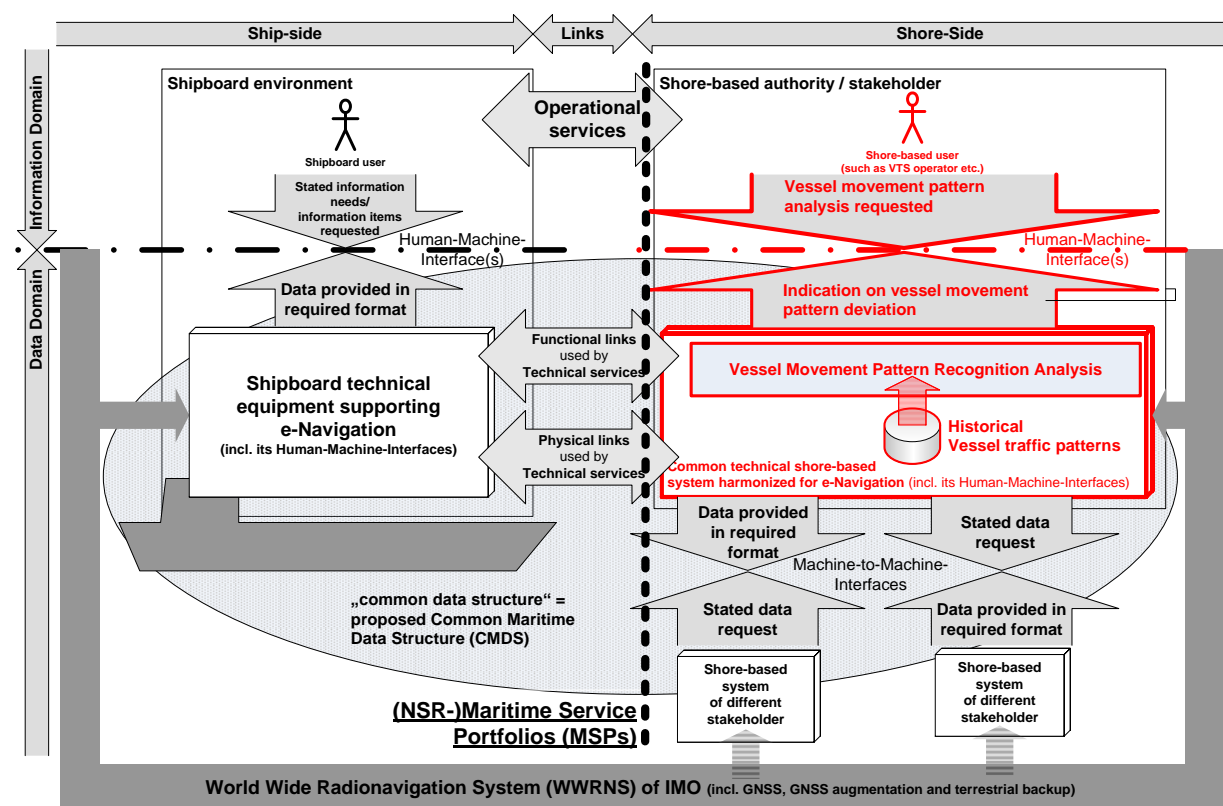 Ship-side
Links
Shore-Side
Information Domain
Data Domain
Shipboard environment
Shipboard user
Stated information
needs/
information items
requested
Human-Machine-
Interface(s)
Data provided in
required format
Shipboard technical
equipment supporting
e-Navigation
(incl. its Human-Machine-Interfaces)
Operational
services
Functional links
used by
Technical services
Physical links
used by
Technical services
Shore-based authority / stakeholder
Shore-based user
(such as VTS operator etc.)
Vessel movement pattern
analysis requested
Human-Machine-
Interface(s)
Indication on vessel movement
pattern deviation
Vessel Movement Pattern Recognition Analysis
Historical
Vessel traffic patterns
Common technical shore-based
system harmonized for e-Navigation (incl. its Human-Machine-Interfaces)
Data provided
in required
format
Stated data
request
Machine-to-Machine-
Interfaces
Stated data
request
Data provided in
required format
Shore-based
system
of different
stakeholder
Shore-based
system
of different
stakeholder
„common data structure“ =
proposed Common Maritime
Data Structure (CMDS)
(NSR-)Maritime Service
Portfolios (MSPs)
World Wide Radionavigation System (WWRNS) of IMO (incl. GNSS, GNSS augmentation and terrestrial backup)